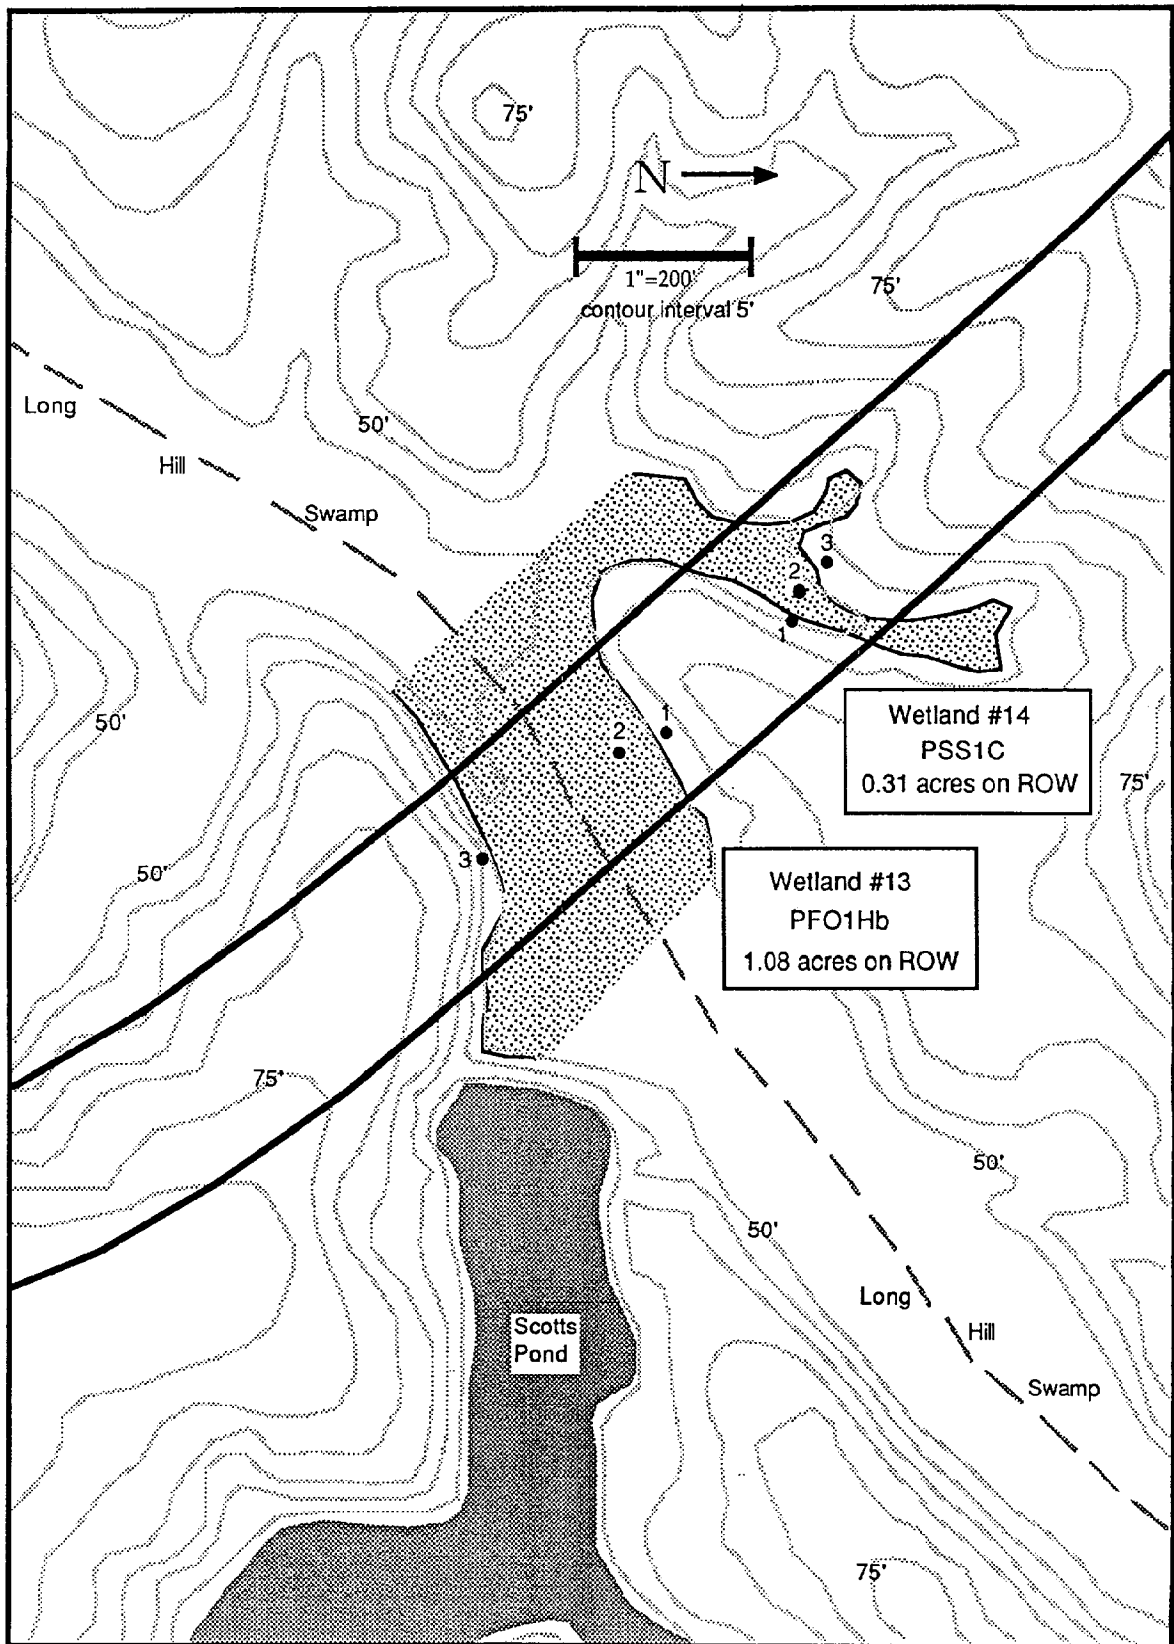 75'
N
1"=200'
contour interval 5'
75'
Long
Hill
Swamp
50'
3
2
1
50'
1
2
3
Wetland #14
PSS1C
0.31 acres on ROW
75'
50'
Wetland #13
PFO1Hb
1.08 acres on ROW
75'
50'
50'
Long
Hill
Swamp
Scotts
Pond
75'